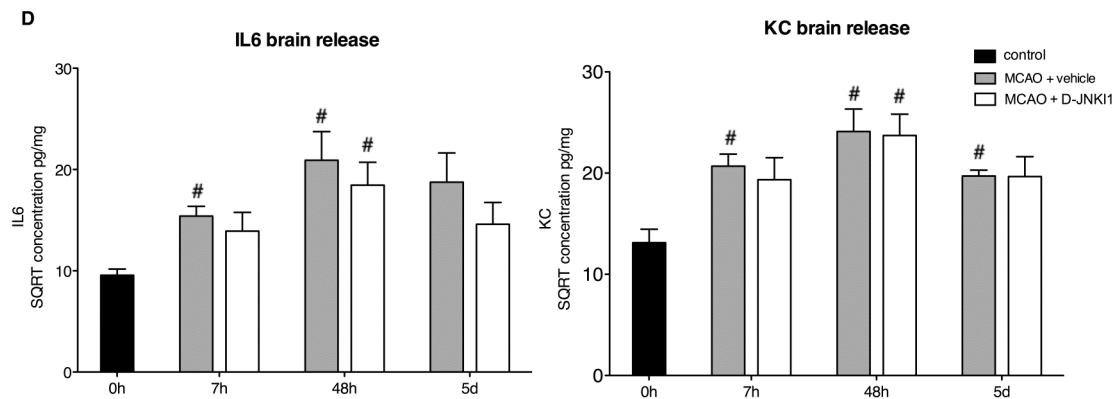 D
IL6 brain release
IL6
SQRT concentration pg/mg
30
20
10
0
#
#
#
0h
7h
48h
5d
KC brain release
KC
SQRT concentration pg/mg
30
20
10
0
#
#
#
#
0h
7h
48h
5d
control
MCAO + vehicle
MCAO + D-JNKI1